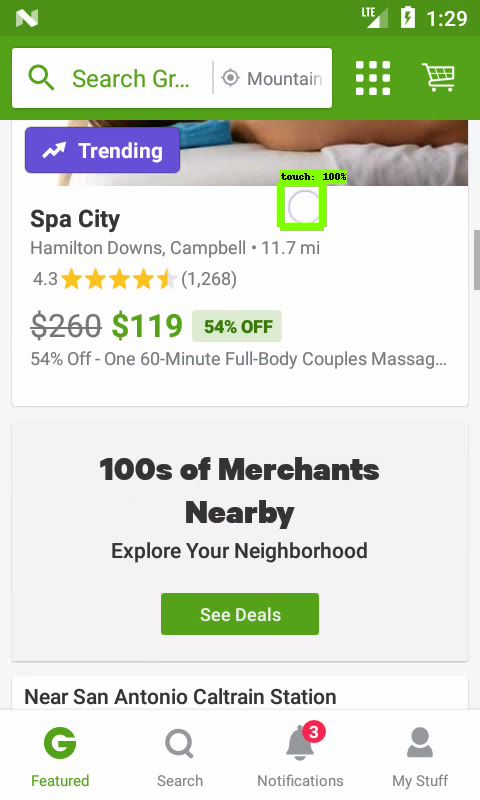 LTE
1:29
Search Gr...
Mountain
Trending
touch: 100%
Spa City
Hamilton Downs, Campbell • 11.7 mi
4.3 (1,268)
$260 $119 54% OFF
54% Off - One 60-Minute Full-Body Couples Massag...
100s of Merchants
Nearby
Explore Your Neighborhood
See Deals
Near San Antonio Caltrain Station
3
Featured
Search
Notifications
My Stuff